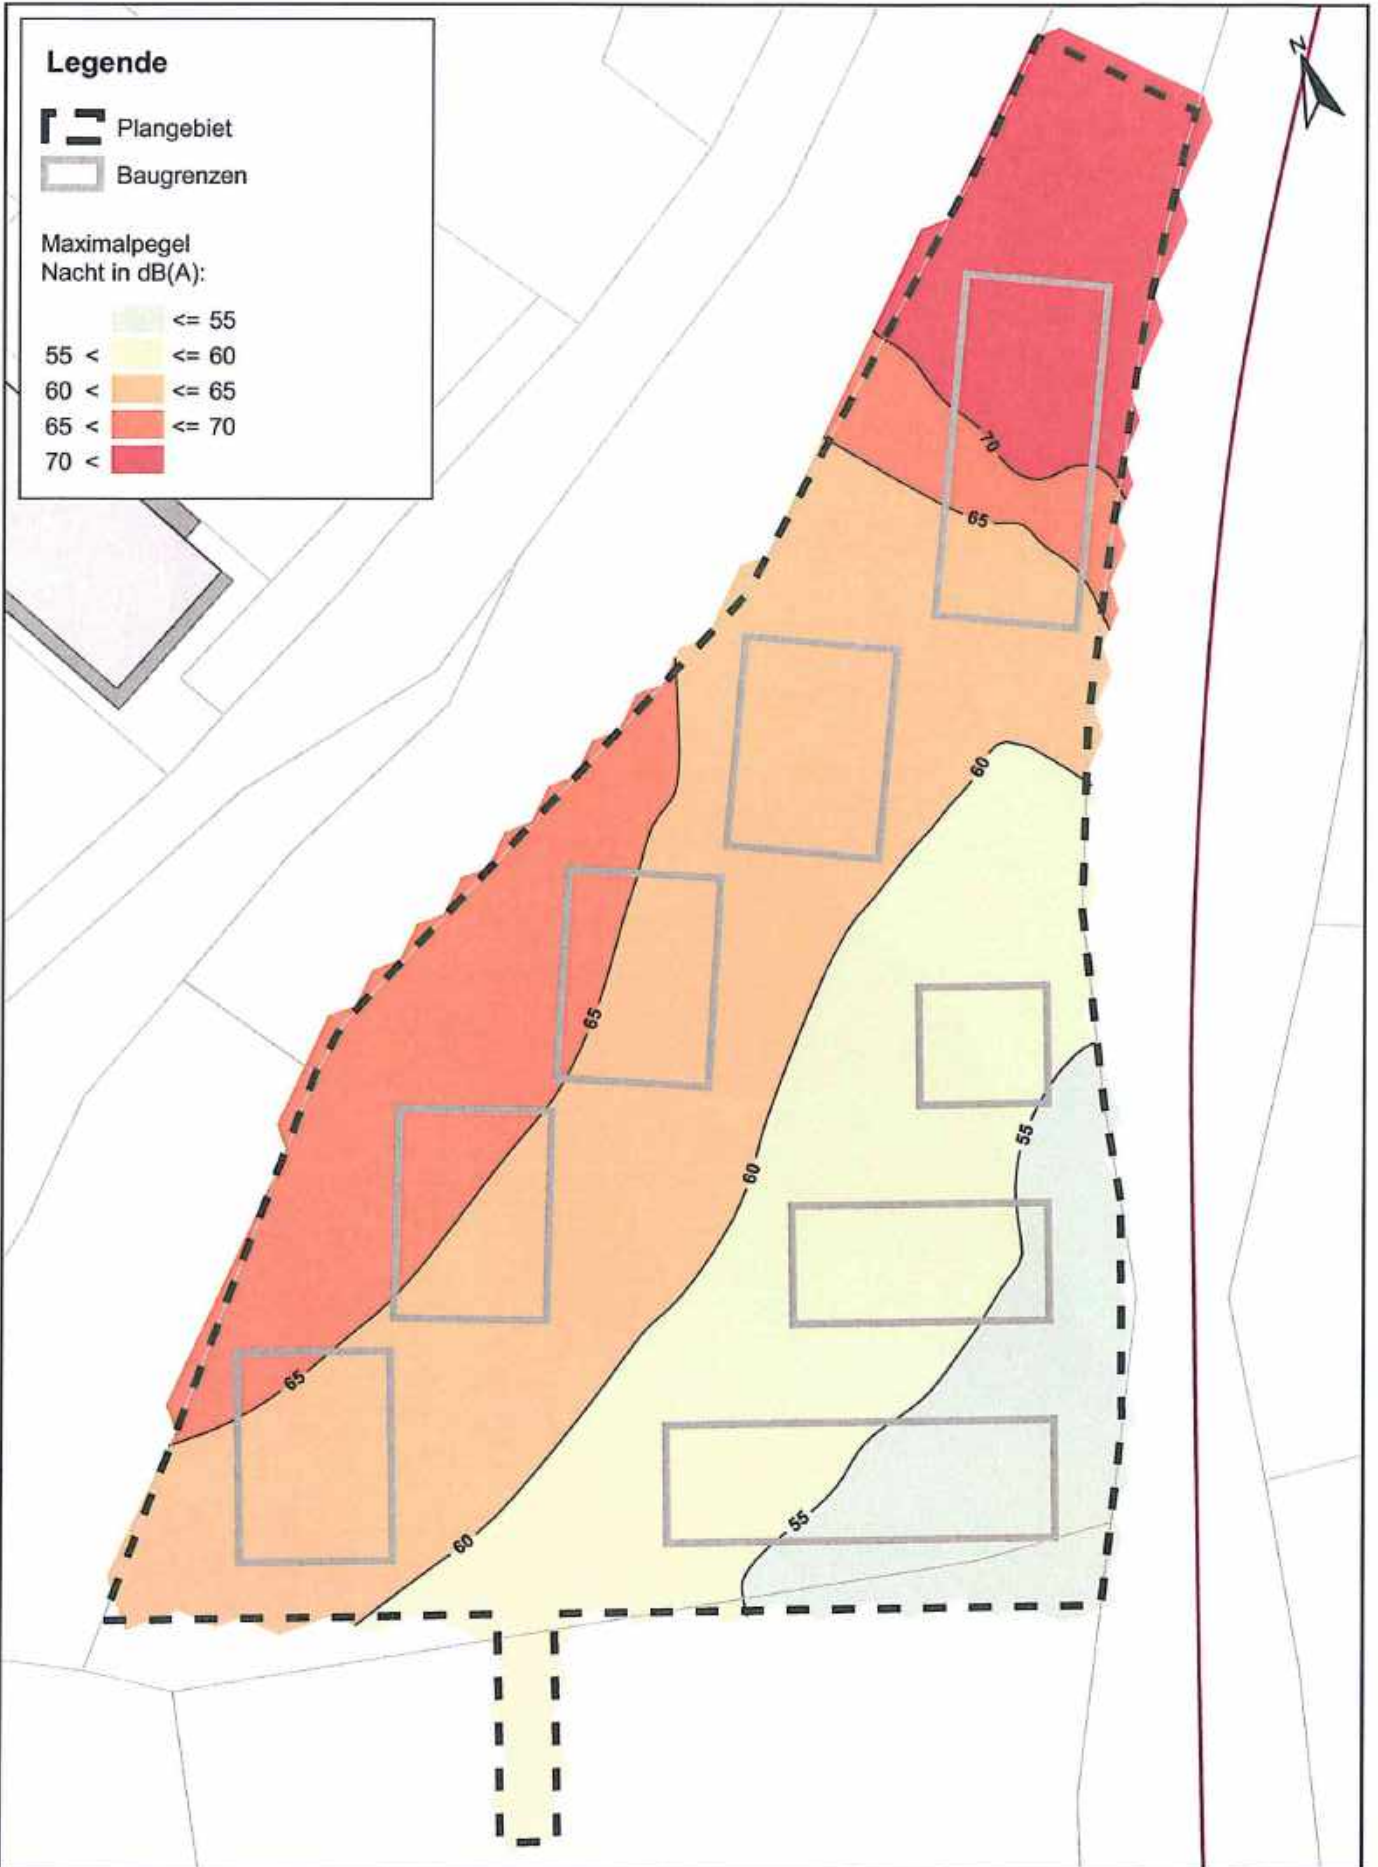 Legende
Plangebiet
Baugrenzen
Maximalpegel
Nacht in dB(A):
<= 55
55 < <= 60
60 < <= 65
65 < <= 70
70 <
N
70
65
60
65
60
55
65
60
55